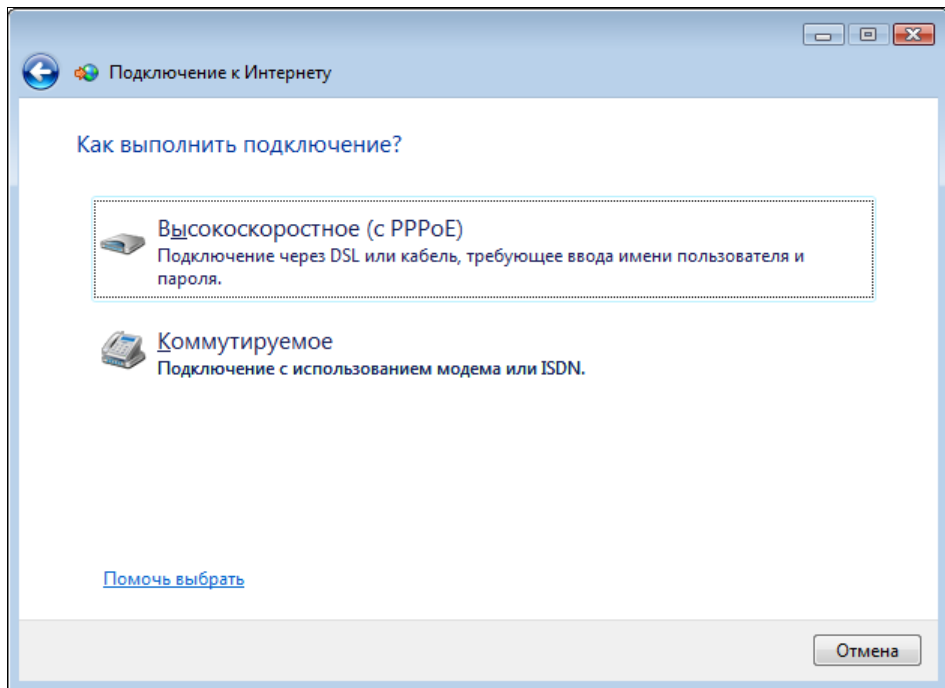 Подключение к Интернету
Как выполнить подключение?
Высокоскоростное (с PPPoE)
Подключение через DSL или кабель, требующее ввода имени пользователя и
пароля.
Коммутируемое
Подключение с использованием модема или ISDN.
Помочь выбрать
Отмена